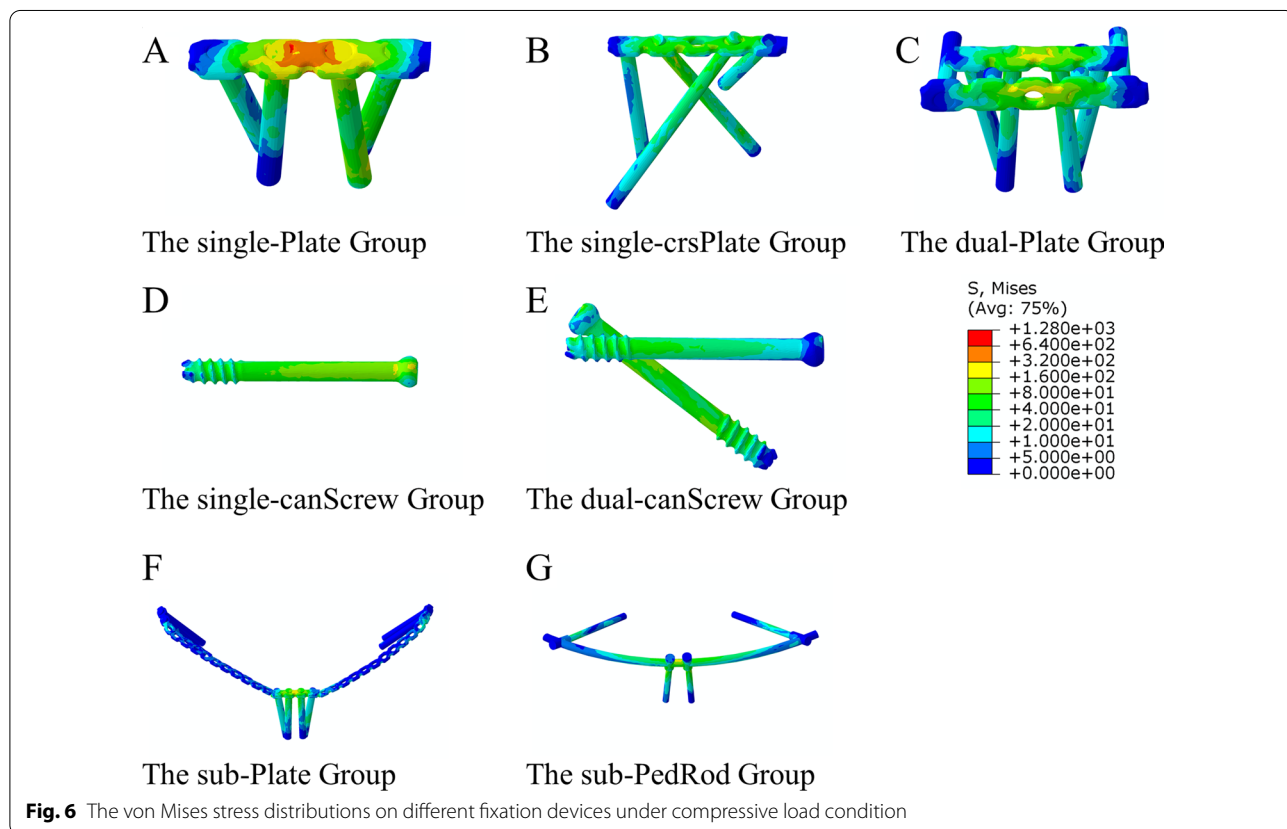 A
B
C
The single-Plate Group
The single-crsPlate Group
The dual-Plate Group
D
E
S, Mises
(Avg: 75%)
+1.280e+03
+6.400e+02
+3.200e+02
+1.600e+02
+8.000e+01
+4.000e+01
+2.000e+01
+1.000e+01
+5.000e+00
+0.000e+00
The single-canScrew Group
The dual-canScrew Group
F
G
The sub-Plate Group
The sub-PedRod Group
Fig. 6 The von Mises stress distributions on different fixation devices under compressive load condition